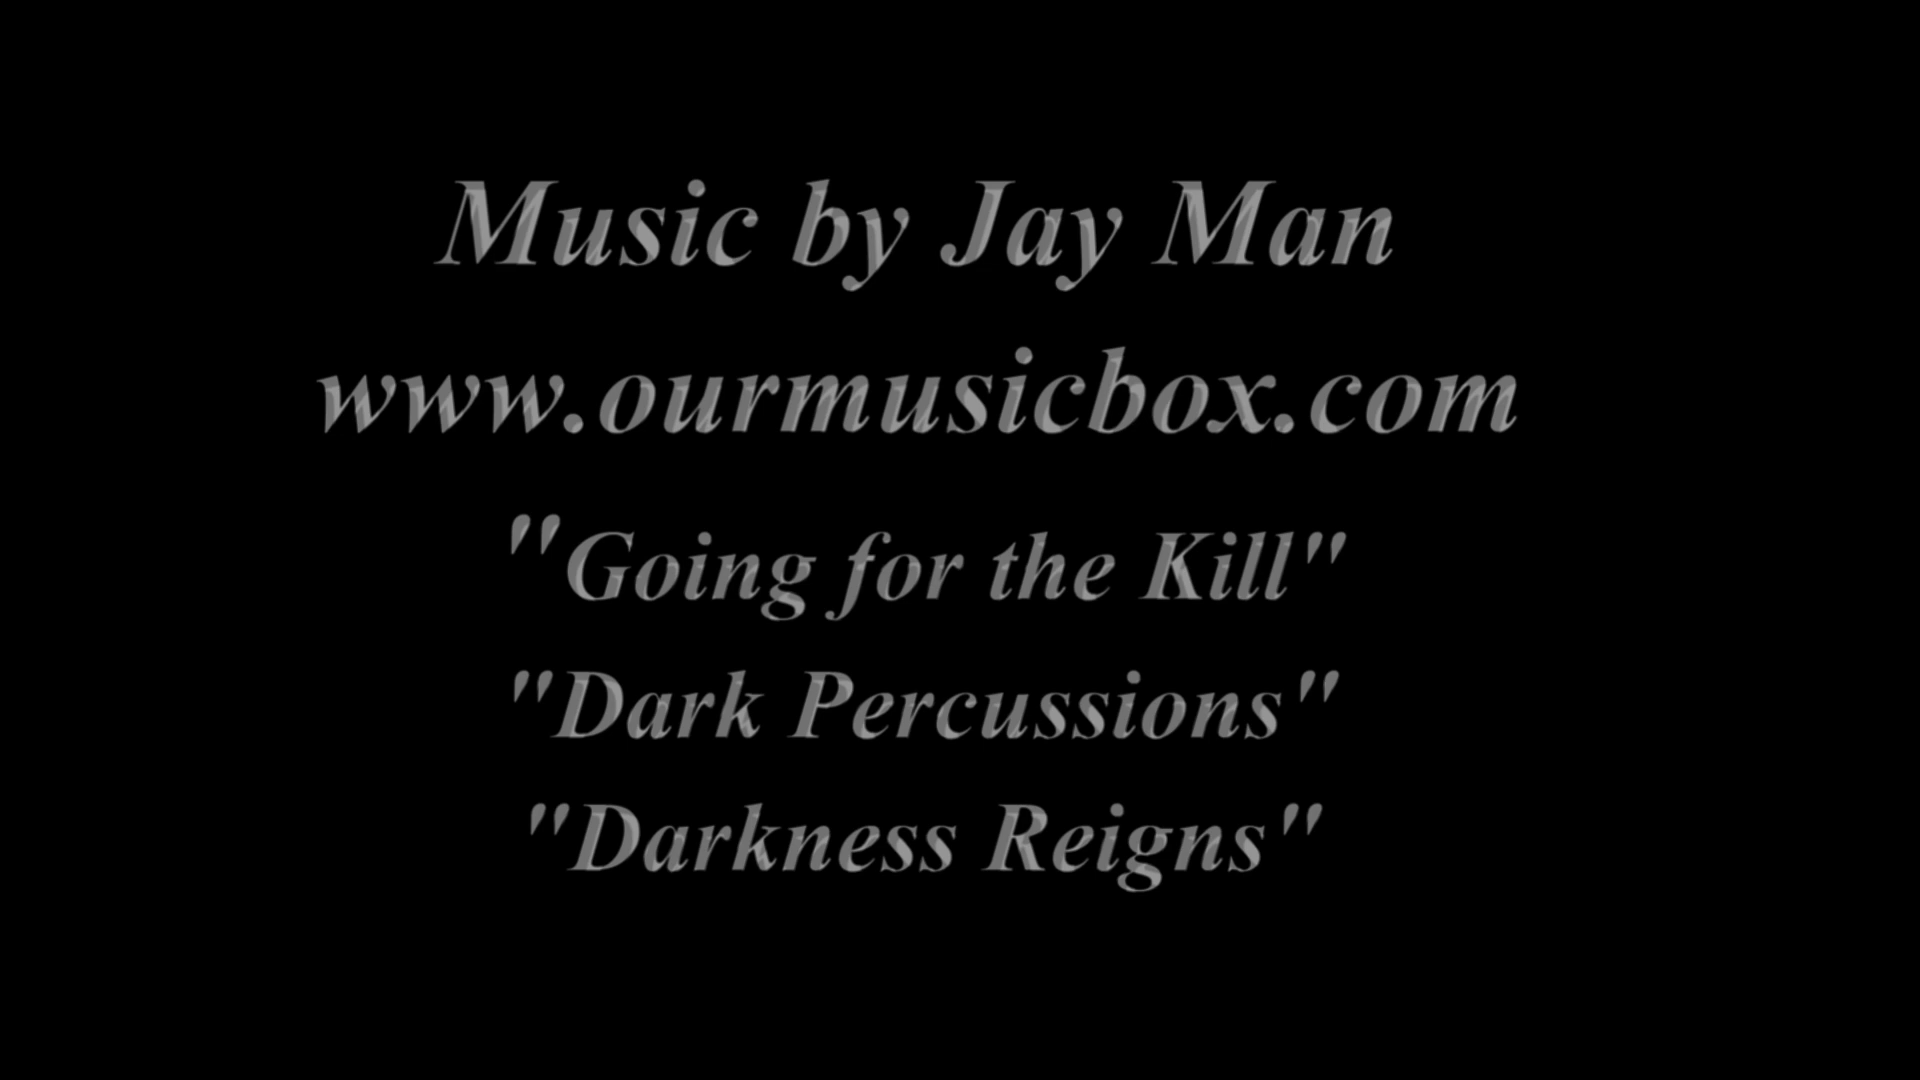 Music by Jay Man
www.ourmusicbox.com
"Going for the Kill"
"Dark Percussions"
"Darkness Reigns"